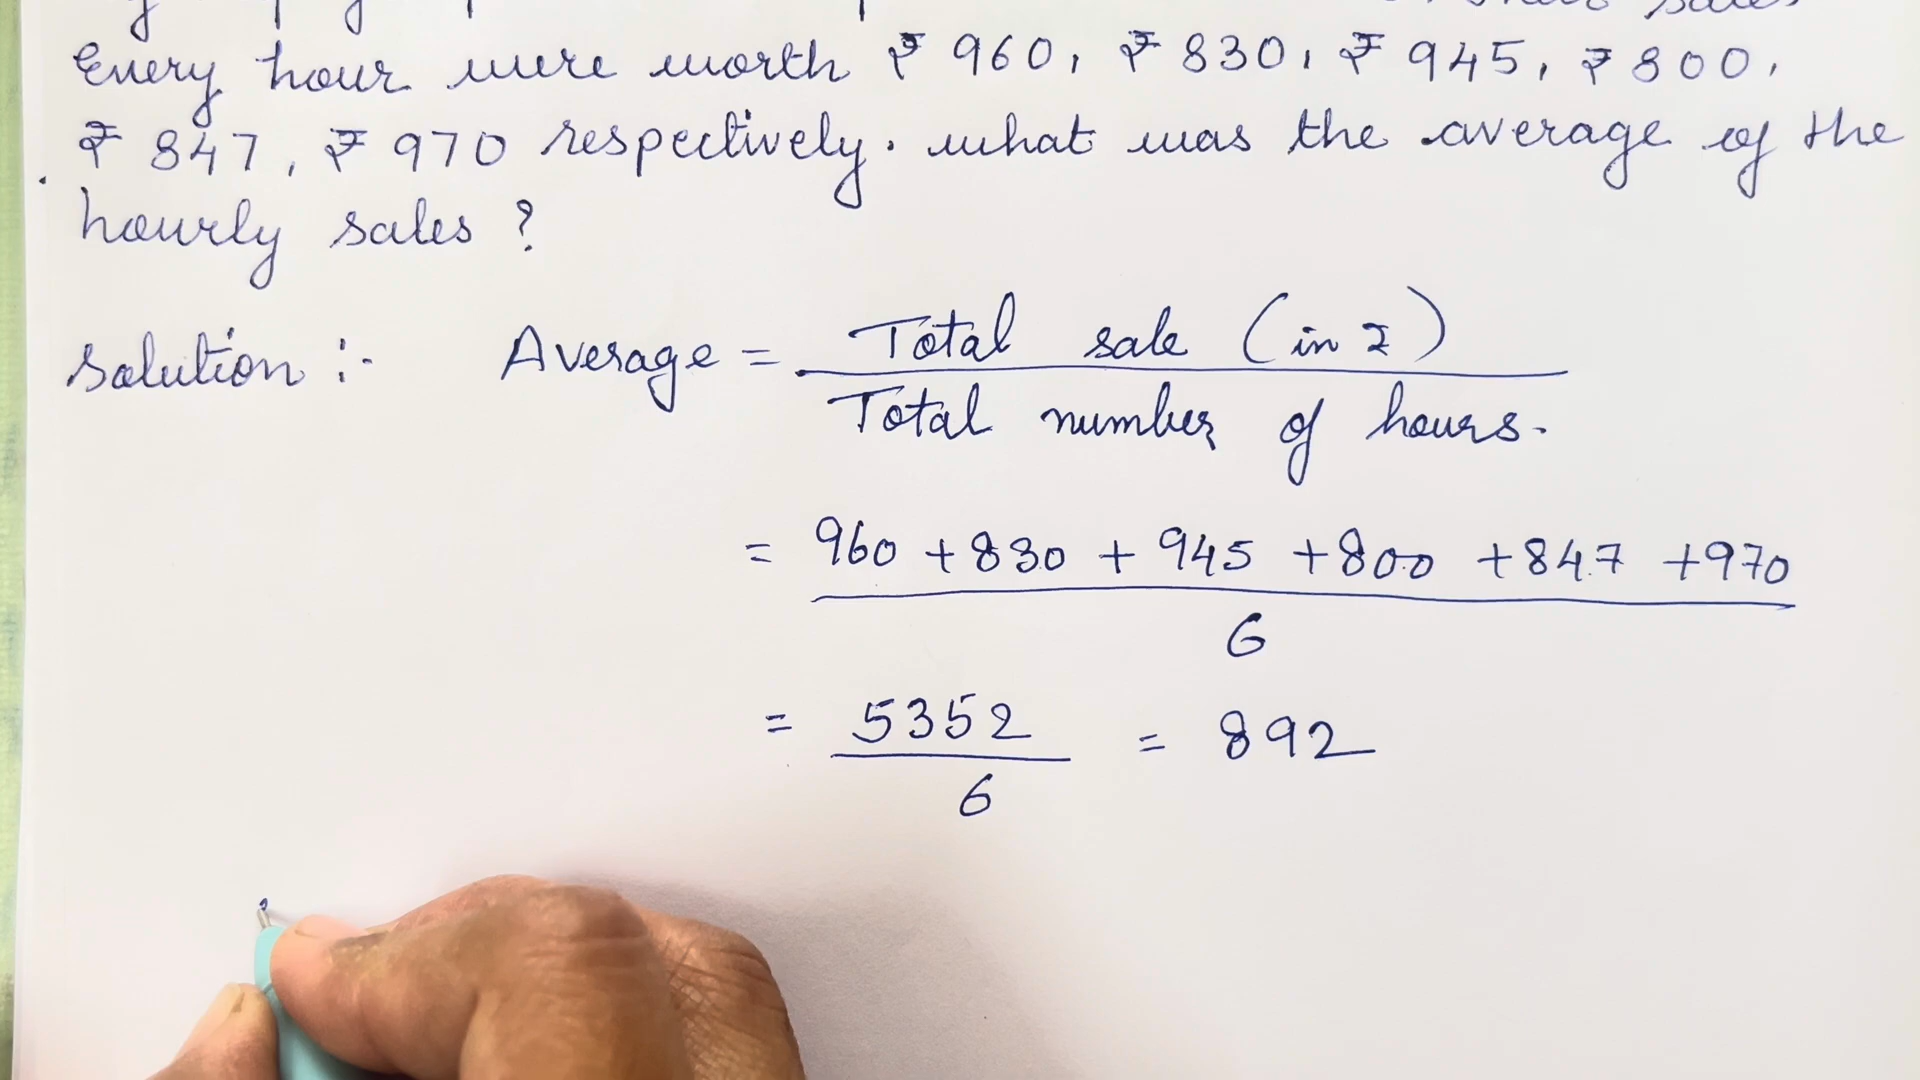 Every hour were worth ₹ 960, ₹ 830, ₹ 945, ₹ 800,
₹ 847, ₹ 970 respectively. what was the average of the
hourly sales ?
Solution :- Average = Total sale (in ₹)
Total number of hours.
= 960 + 830 + 945 + 800 + 847 + 970
6
= 5352 = 892
6